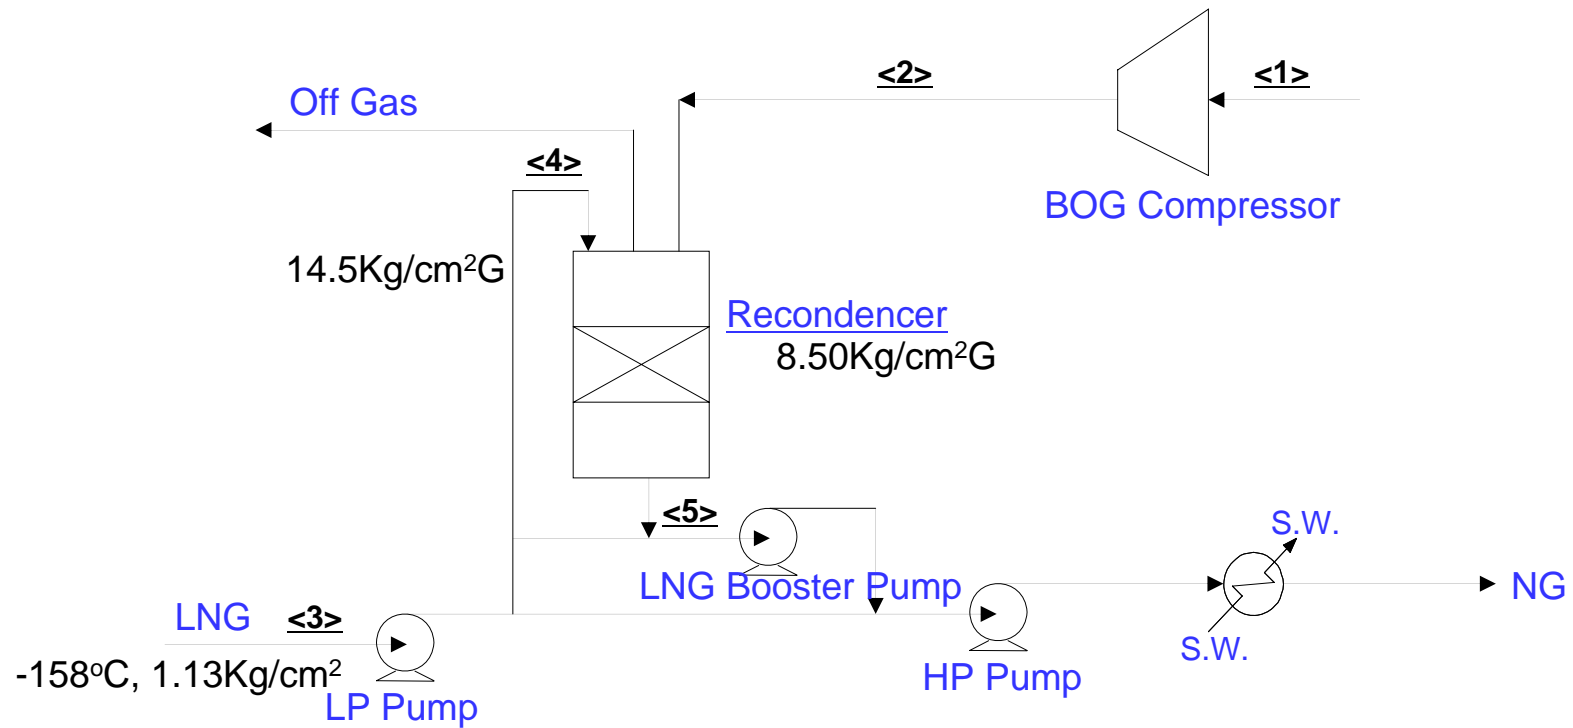 <2>
<1>
Off Gas
<4>
BOG Compressor
14.5Kg/cm²G
Recondencer
8.50Kg/cm²G
<5>
S.W.
LNG Booster Pump
NG
LNG <3>
S.W.
-158°C, 1.13Kg/cm²
HP Pump
LP Pump